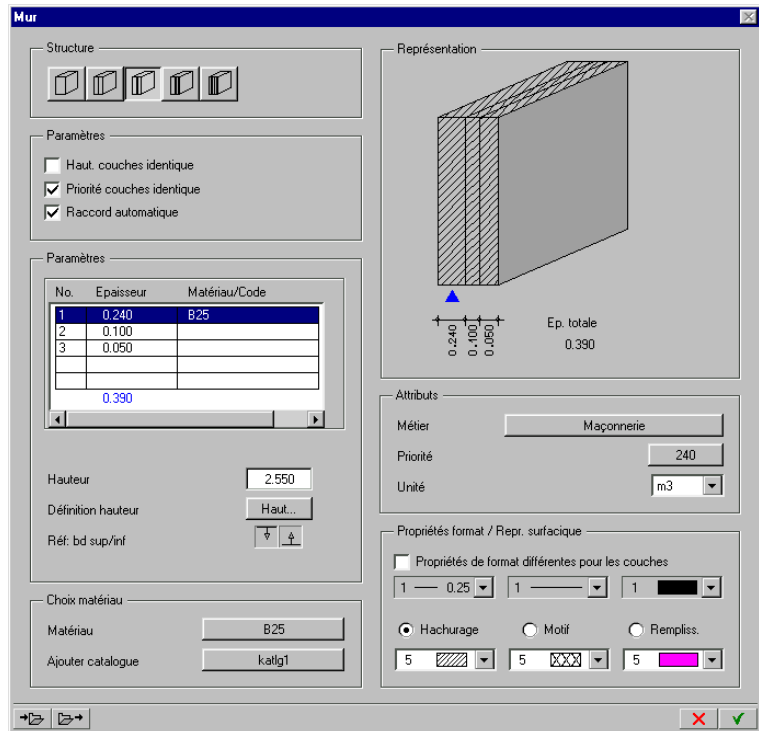 Mur
Structure
Paramètres
Haut. couches identique
Priorité couches identique
Raccord automatique
Paramètres
No. Epaisseur Matériau/Code
1 0.240 B25
2 0.100
3 0.050
0.390
Hauteur 2.550
Définition hauteur Haut...
Réf: bd sup/inf
Choix matériau
Matériau B25
Ajouter catalogue katlg1
Représentation
0.240 0.100 0.050
Ep. totale
0.390
Attributs
Métier Maçonnerie
Priorité 240
Unité m3
Propriétés format / Repr. surfacique
Propriétés de format différentes pour les couches
1 0.25 1 1
Hachurage Motif Rempliss.
5 5 5